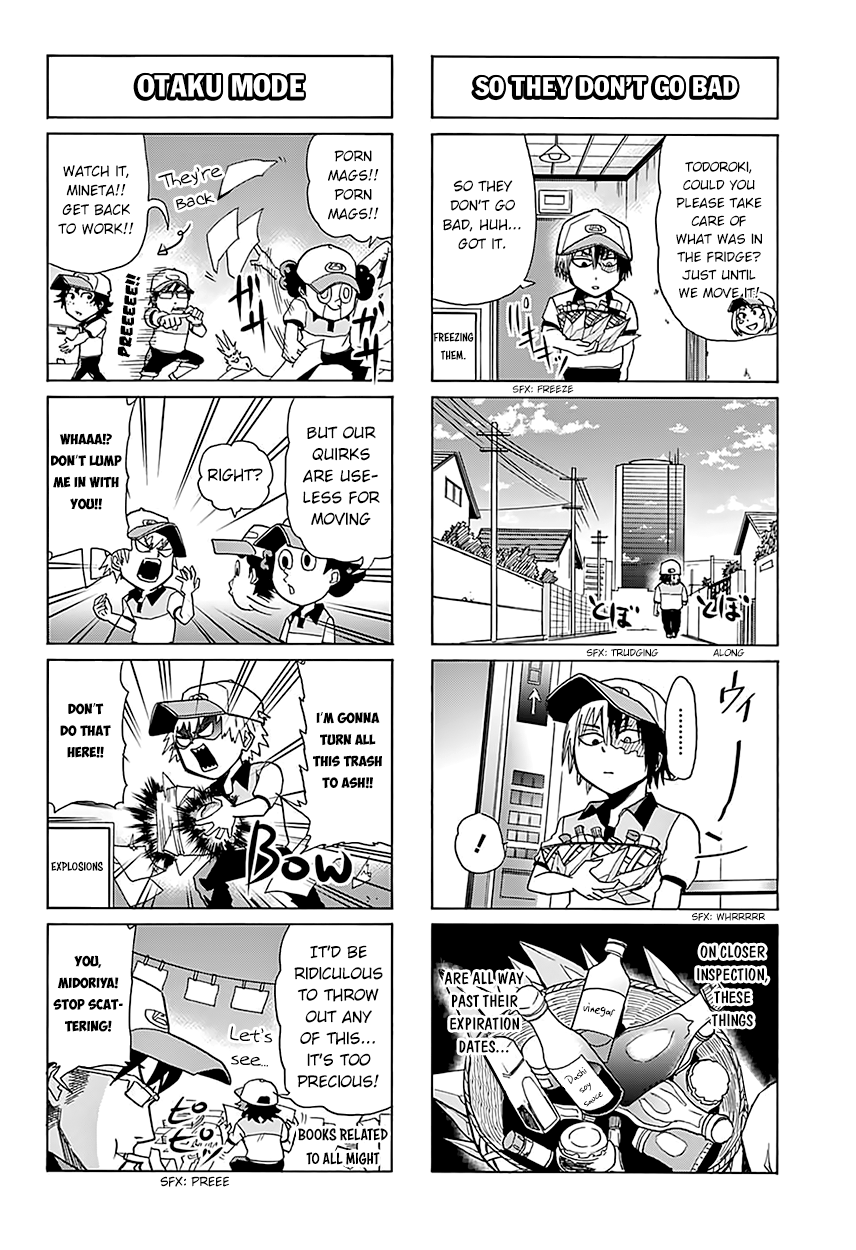 SO THEY DON'T GO BAD
TODOROKI,
COULD YOU
PLEASE TAKE
CARE OF
WHAT WAS IN
THE FRIDGE?
JUST UNTIL
WE MOVE IT!
SO THEY
DON'T GO
BAD, HUH...
GOT IT.
FREEZING
THEM.
SFX: FREEZE
とぼ
とぼ
SFX: TRUDGING
ALONG
ウィ
.........
!
SFX: WHRRRRR
ON CLOSER
INSPECTION,
THESE
THINGS
ARE ALL WAY
PAST THEIR
EXPIRATION
DATES...
vinegar
Dashi
soy
sauce
OTAKU MODE
PORN
MAGS!!
PORN
MAGS!!
They're
Back
WATCH IT,
MINETA!!
GET BACK
TO WORK!!
PREEEEE!!
ガガガ
BUT OUR
QUIRKS
ARE USE-
LESS FOR
MOVING
RIGHT?
WHAAA!?
DON'T LUMP
ME IN WITH
YOU!!
I'M GONNA
TURN ALL
THIS TRASH
TO ASH!!
DON'T
DO THAT
HERE!!
EXPLOSIONS
BOW
IT'D BE
RIDICULOUS
TO THROW
OUT ANY
OF THIS...
IT'S TOO
PRECIOUS!
Let's
see...
YOU,
MIDORIYA!
STOP SCAT-
TERING!
BOOKS RELATED
TO ALL MIGHT
ピピ
SFX: PREEE